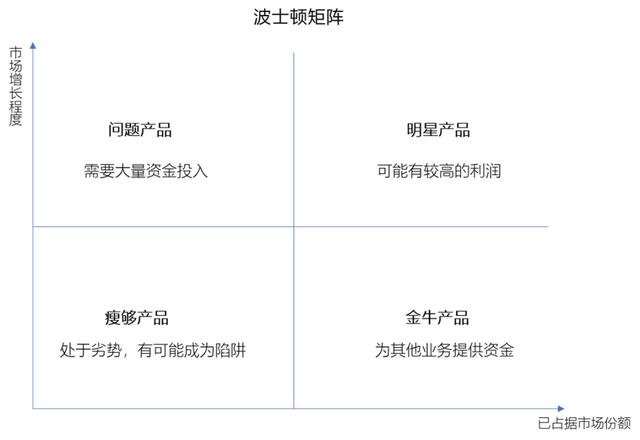 波士顿矩阵
市场增长程度
问题产品
需要大量资金投入
明星产品
可能有较高的利润
瘦够产品
处于劣势，有可能成为陷阱
金牛产品
为其他业务提供资金
已占据市场份额